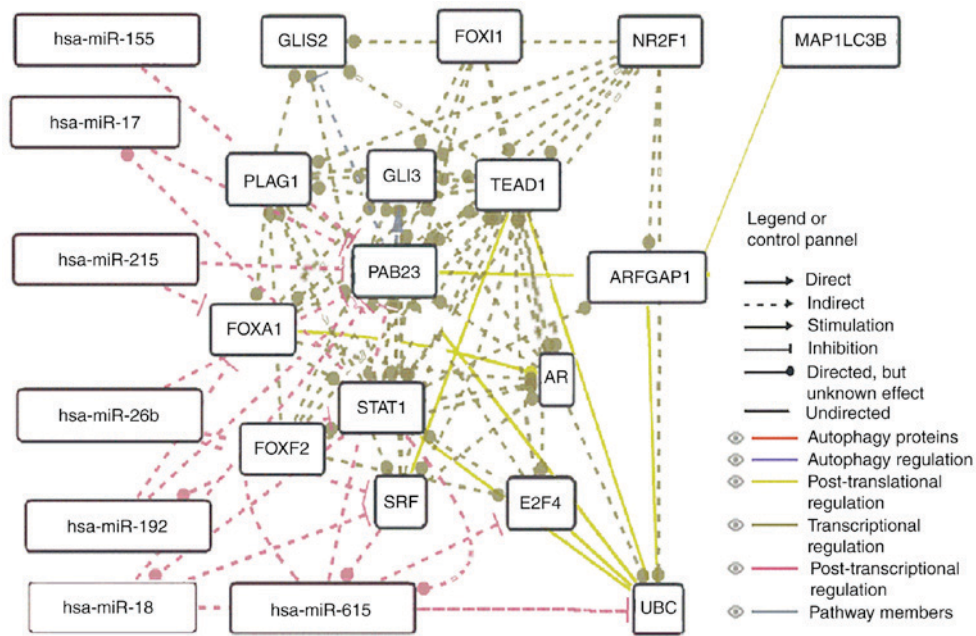 hsa-miR-155
GLIS2
FOXI1
NR2F1
MAP1LC3B
hsa-miR-17
PLAG1
GLI3
TEAD1
hsa-miR-215
PAB23
ARFGAP1
FOXA1
AR
hsa-miR-26b
STAT1
FOXF2
SRF
E2F4
hsa-miR-192
hsa-miR-18
hsa-miR-615
UBC
Legend or
control pannel
Direct
Indirect
Stimulation
Inhibition
Directed, but
unknown effect
Undirected
Autophagy proteins
Autophagy regulation
Post-translational
regulation
Transcriptional
regulation
Post-transcriptional
regulation
Pathway members